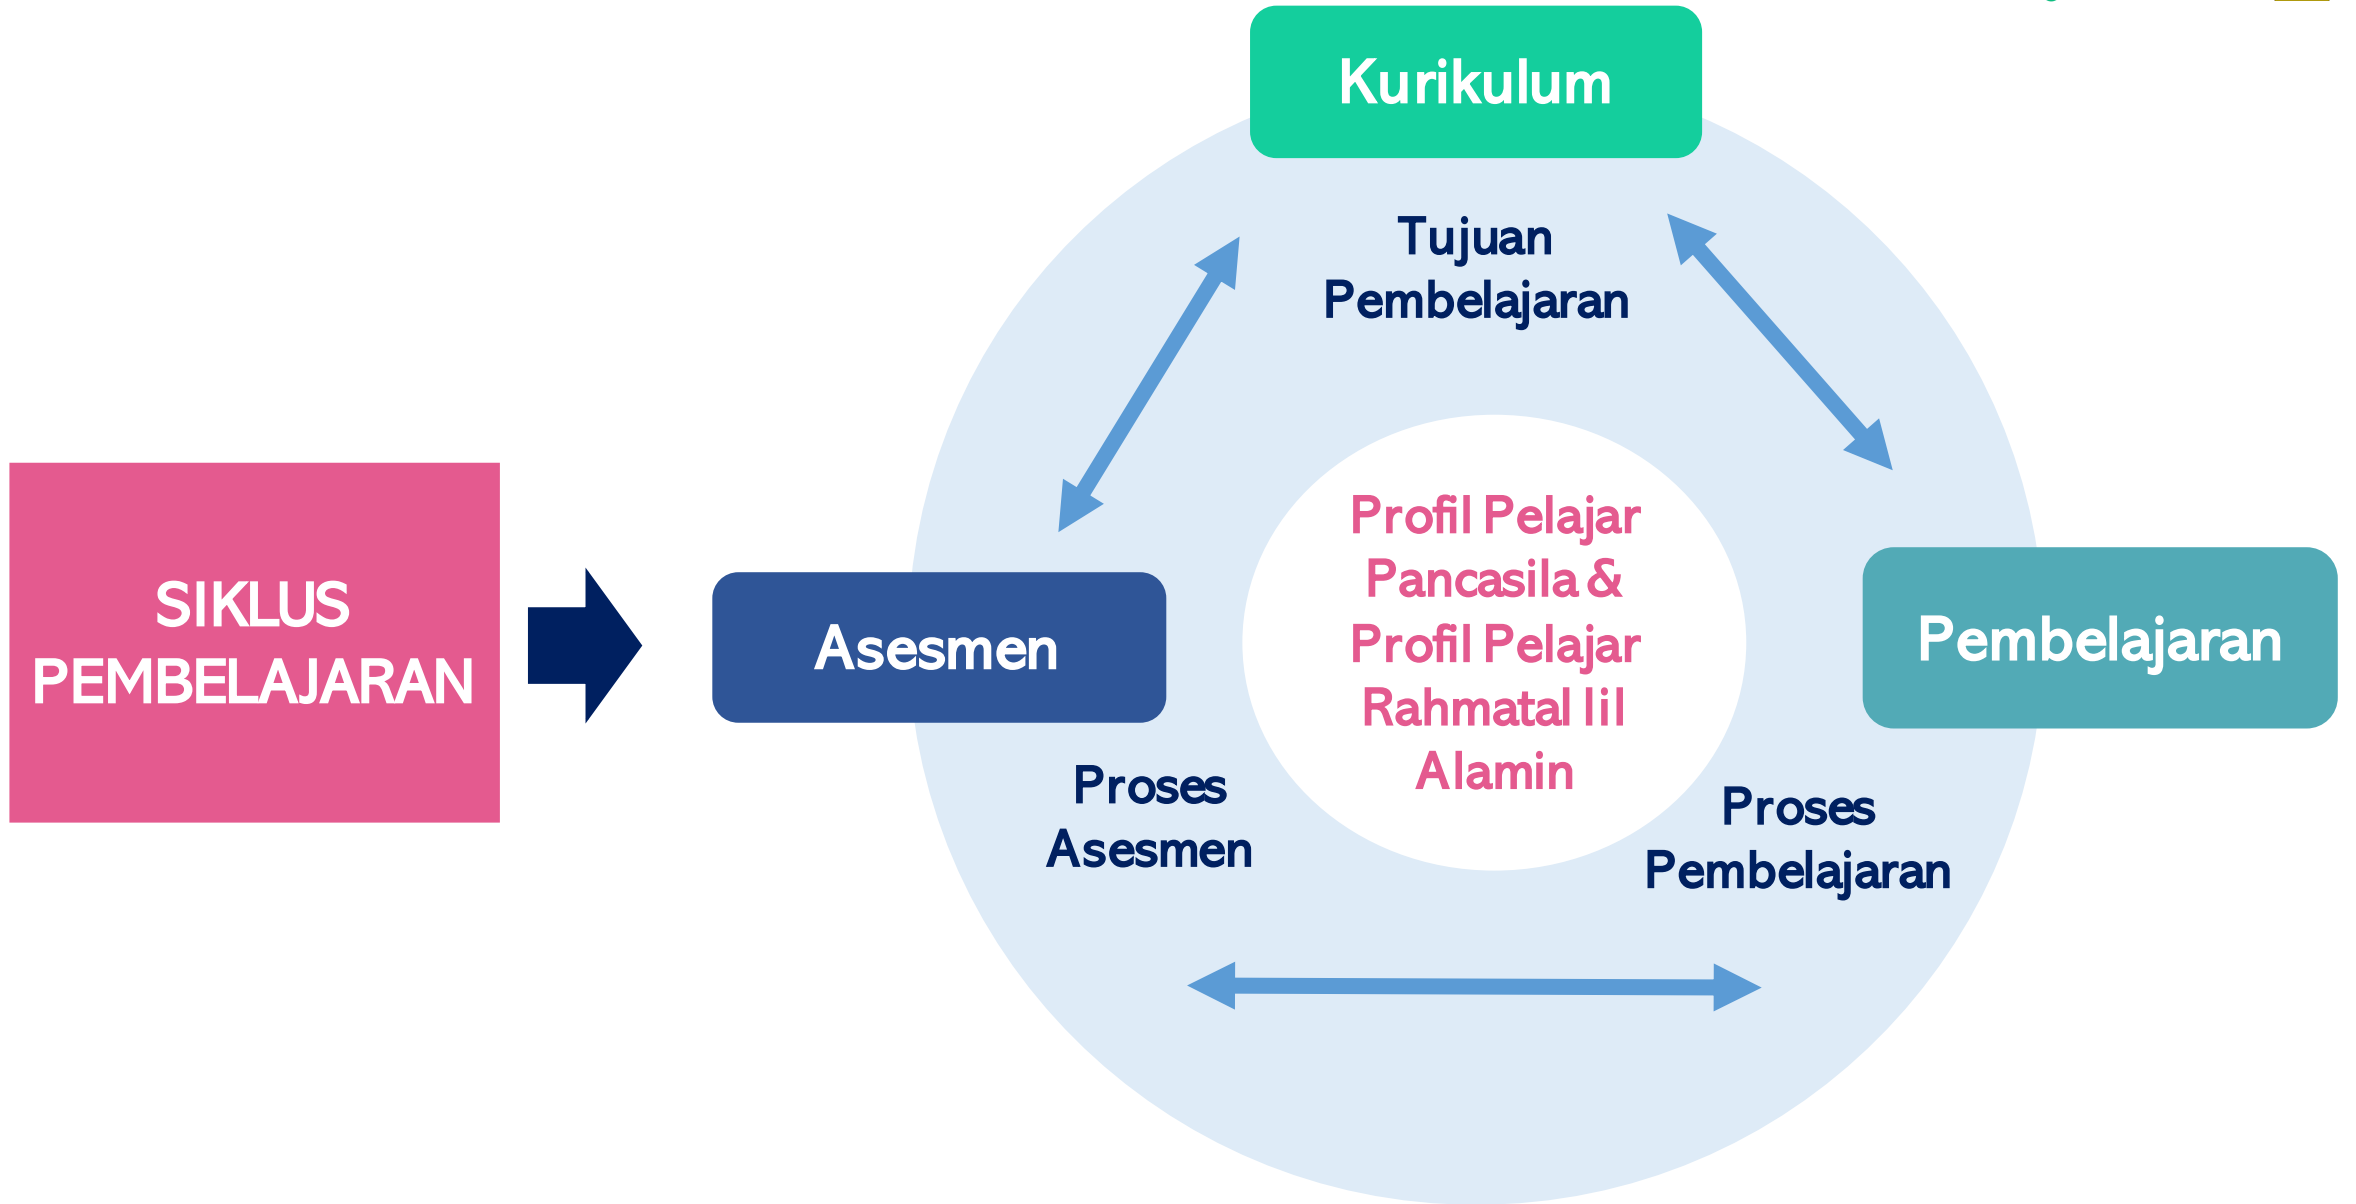 Kurikulum
Tujuan
Pembelajaran
SIKLUS
PEMBELAJARAN
Asesmen
Profil Pelajar
Pancasila &
Profil Pelajar
Rahmatal lil
Alamin
Pembelajaran
Proses
Asesmen
Proses
Pembelajaran